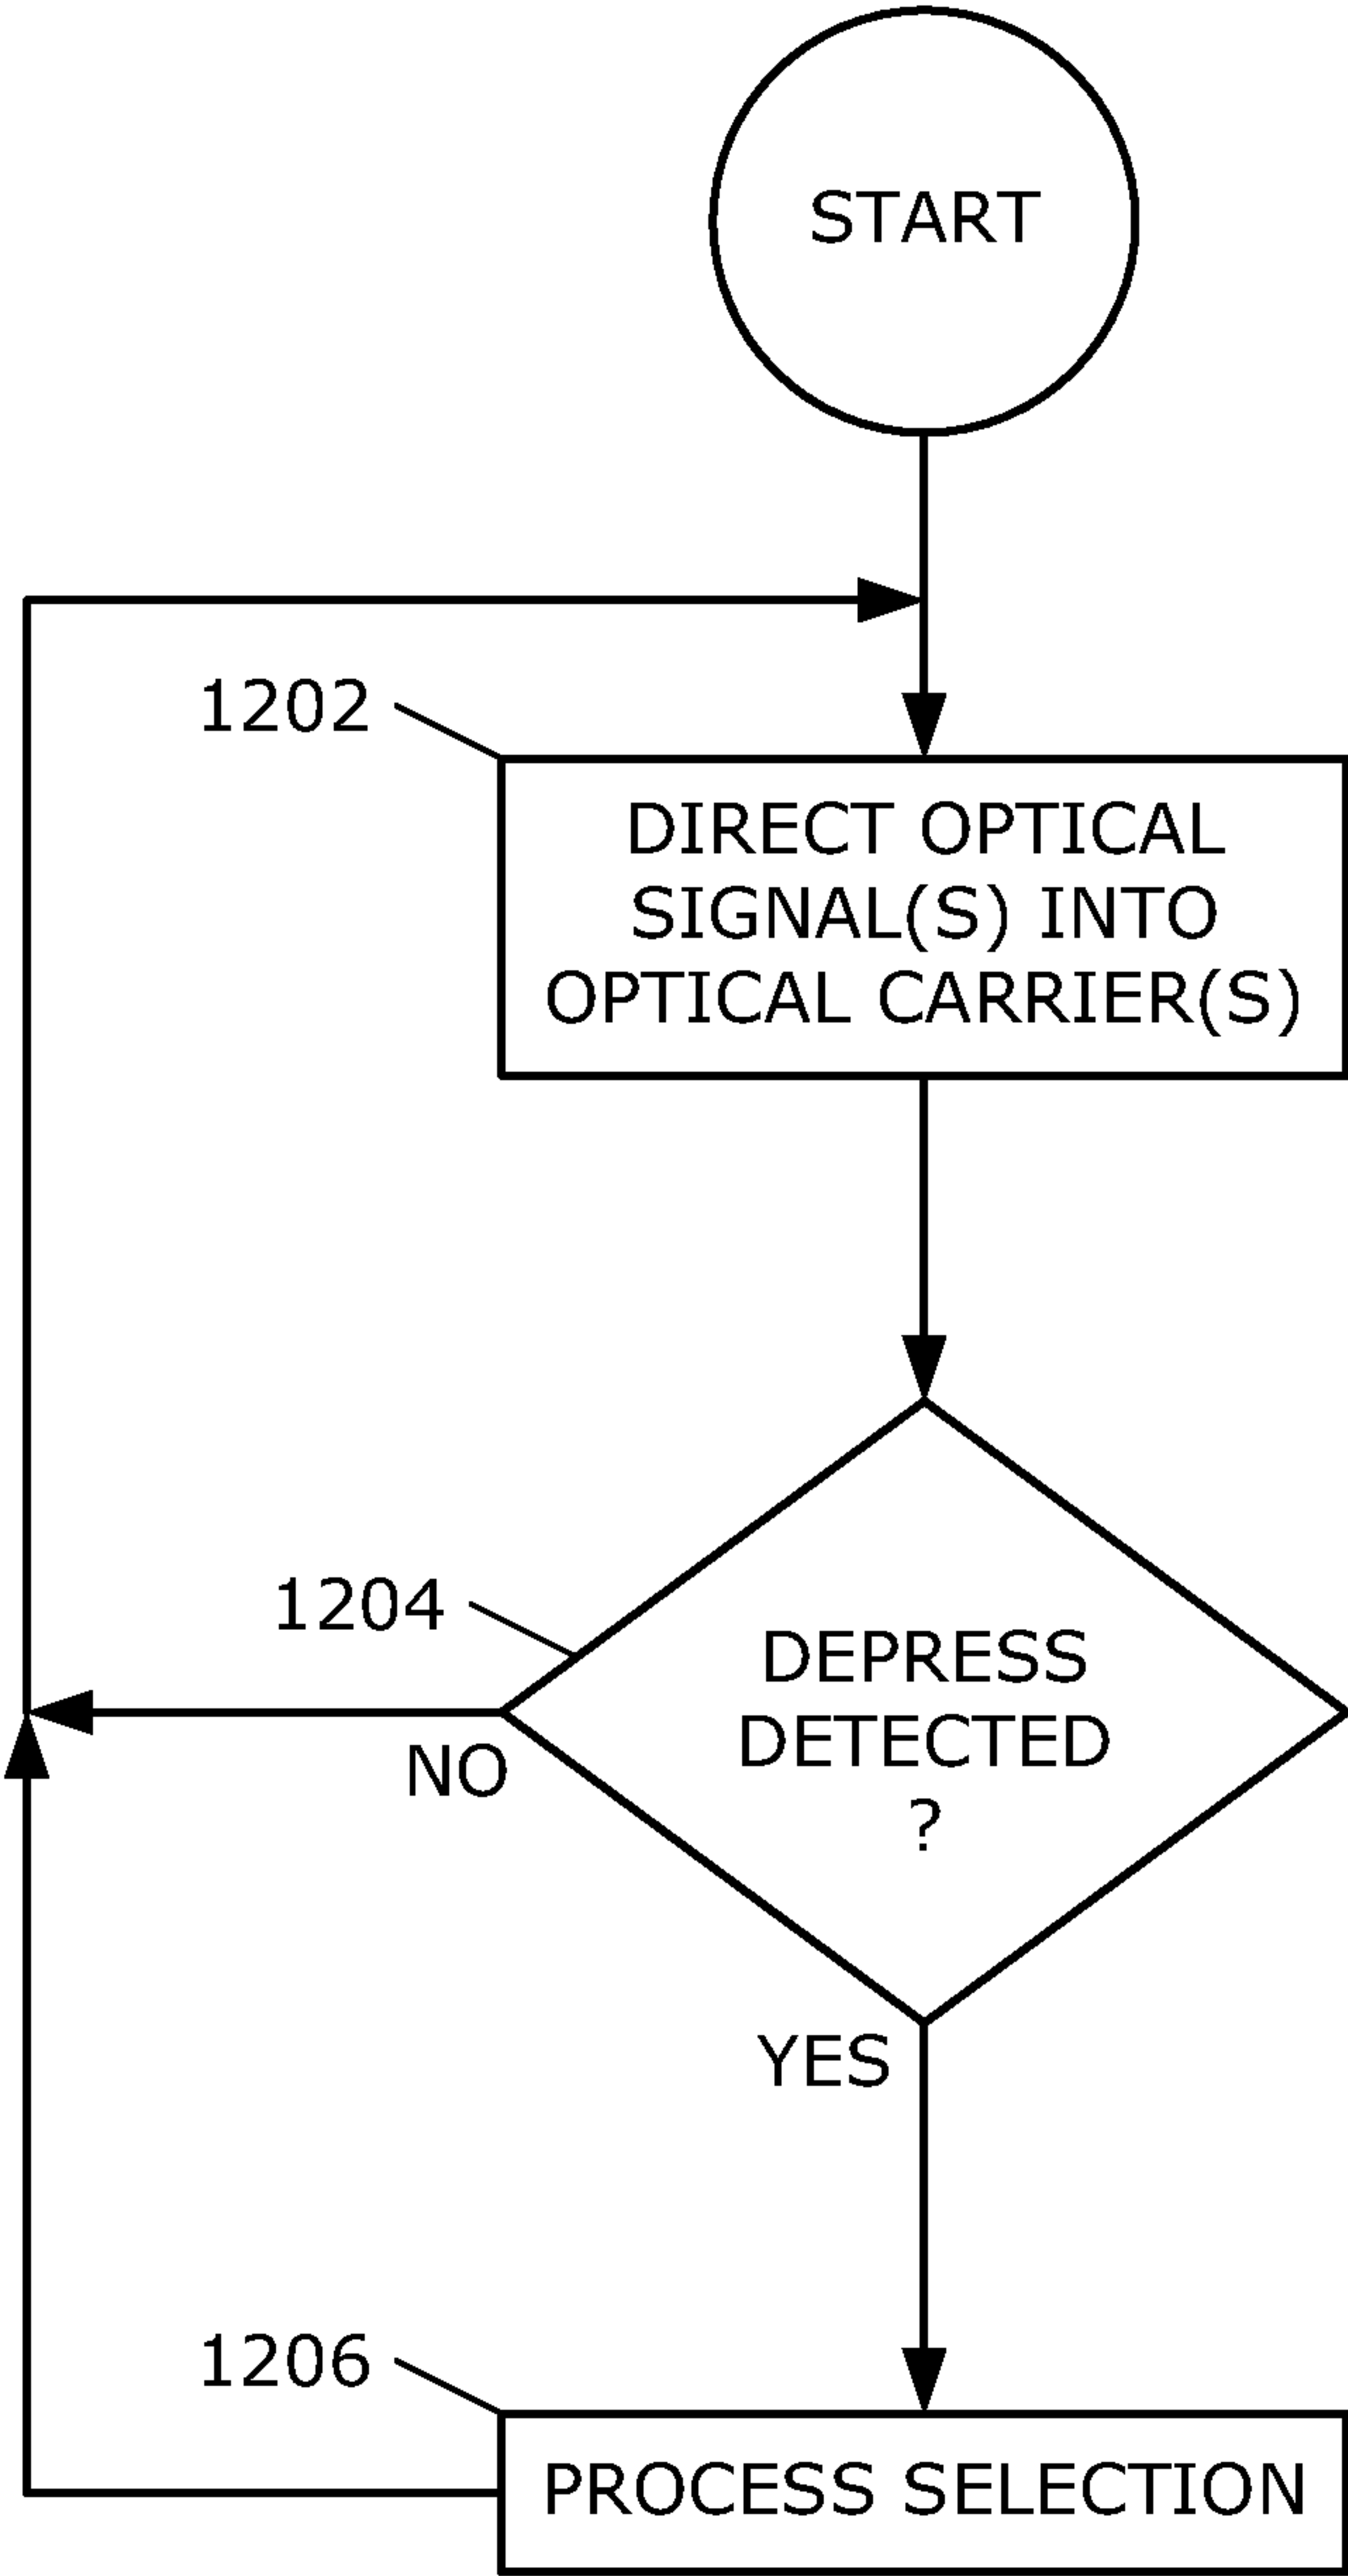 START
1202
DIRECT OPTICAL
SIGNAL(S) INTO
OPTICAL CARRIER(S)
1204
DEPRESS
DETECTED
?
NO
YES
1206
PROCESS SELECTION